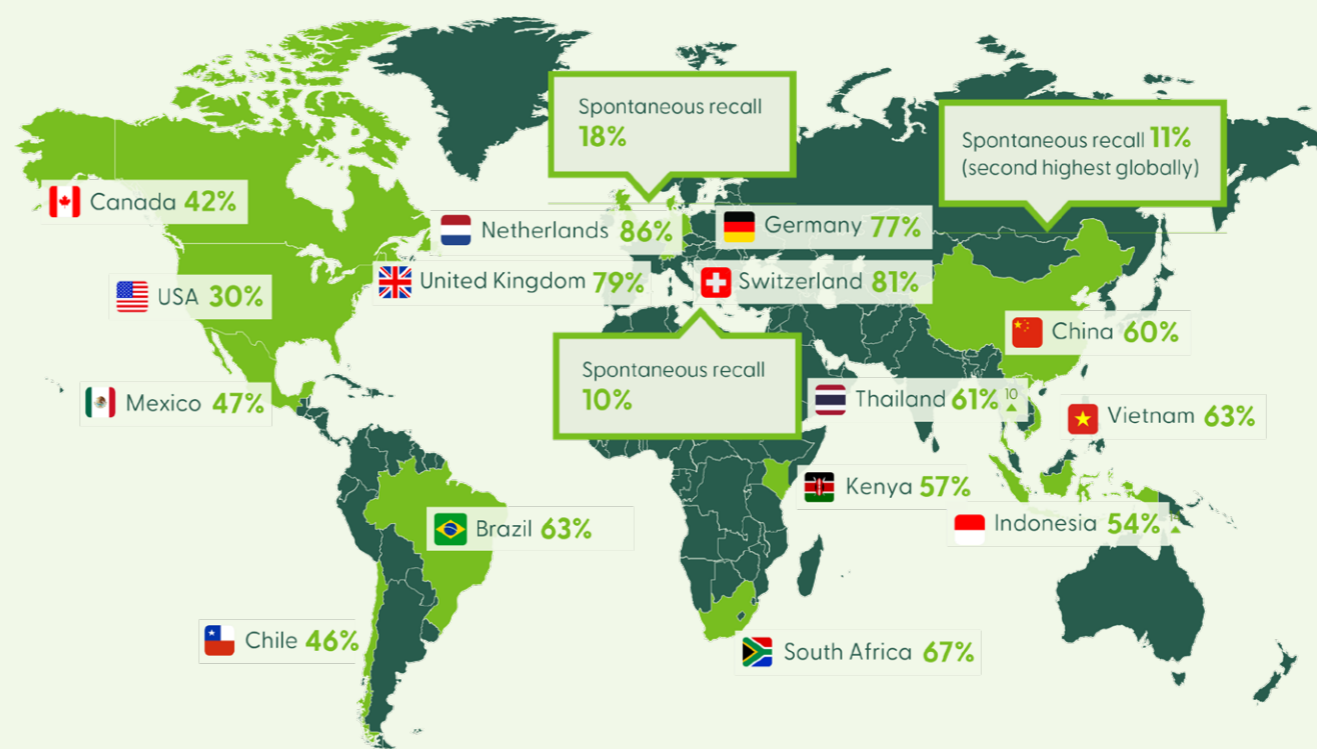 Spontaneous recall
18%
Spontaneous recall 11%
(second highest globally)
Canada 42%
Netherlands 86%
Germany 77%
United Kingdom 79%
Switzerland 81%
USA 30%
China 60%
Spontaneous recall
10%
Mexico 47%
Thailand 61% 10
Vietnam 63%
Kenya 57%
Indonesia 54%
Brazil 63%
Chile 46%
South Africa 67%